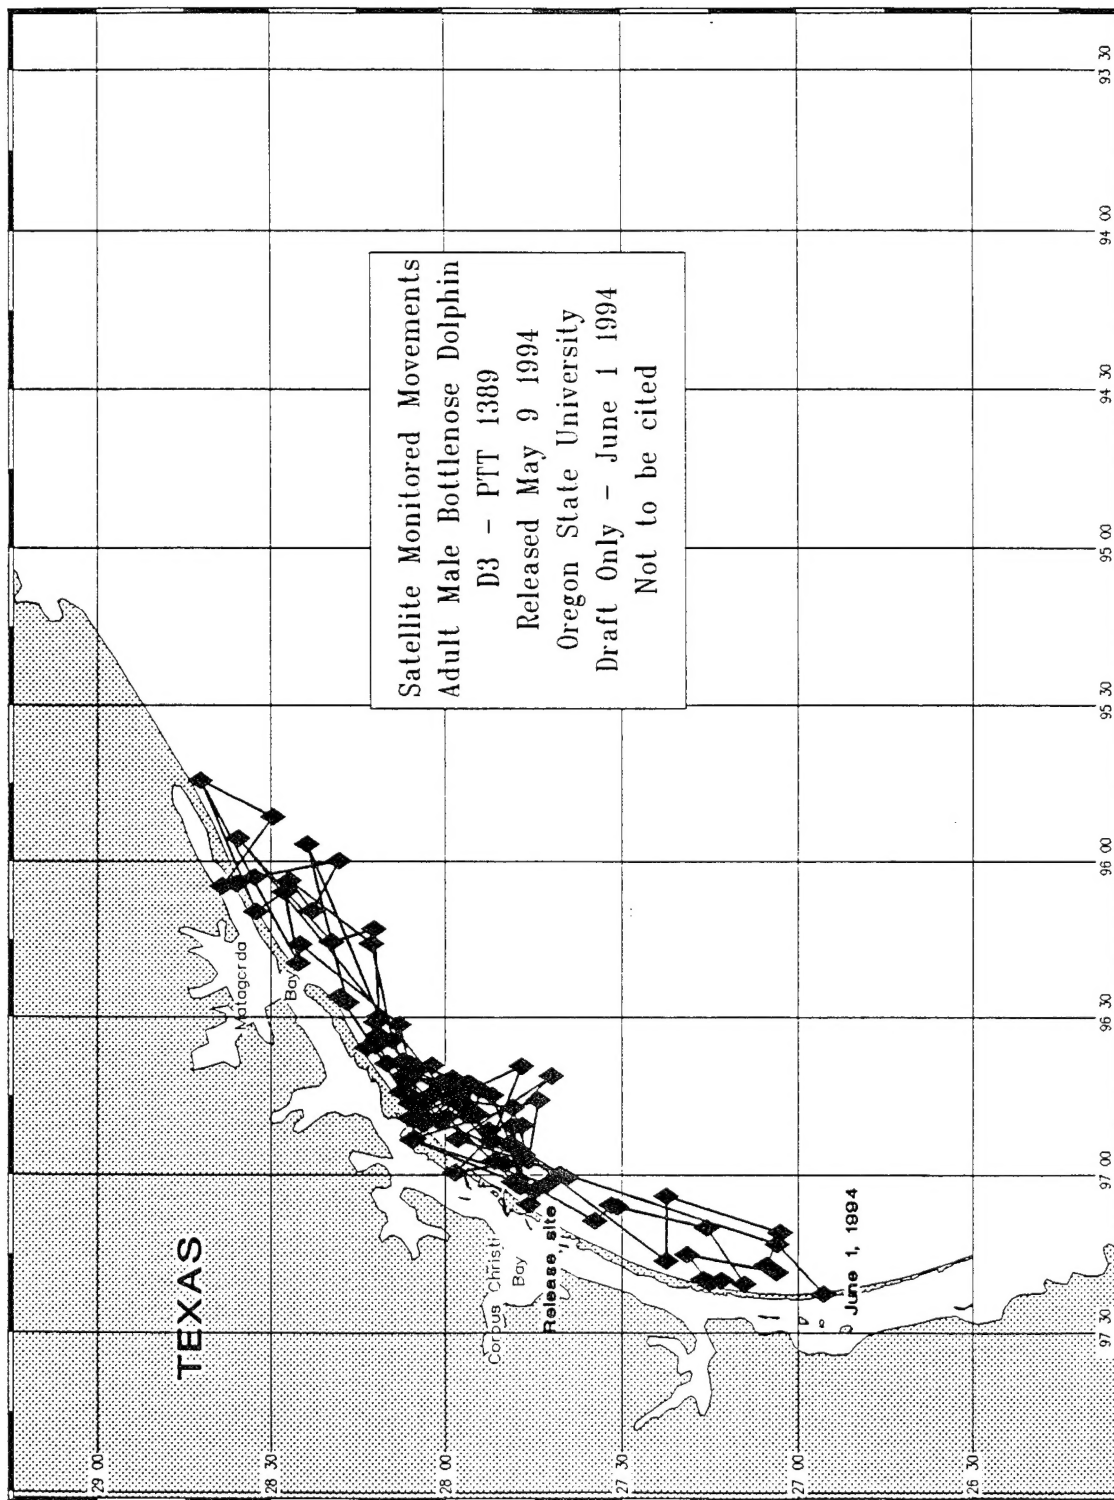 TEXAS
Matagorda
Bay
Corpus Christi
Bay
Release site
June 1, 1994
Satellite Monitored Movements
Adult Male Bottlenose Dolphin
D3 - PTT 1389
Released May 9 1994
Oregon State University
Draft Only - June 1 1994
Not to be cited
29 00
28 30
28 00
27 30
27 00
26 30
97 30
97 00
96 30
96 00
95 30
95 00
94 30
94 00
93 30